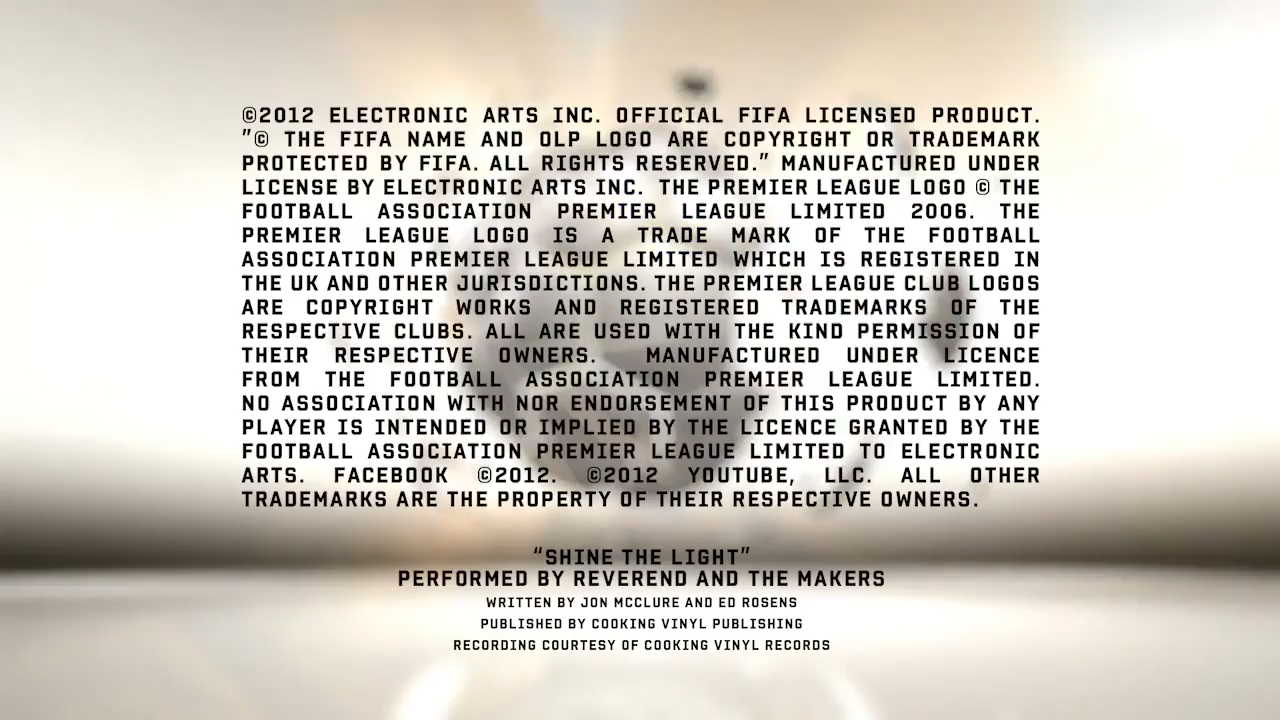 ©2012 ELECTRONIC ARTS INC. OFFICIAL FIFA LICENSED PRODUCT.
"© THE FIFA NAME AND OLP LOGO ARE COPYRIGHT OR TRADEMARK
PROTECTED BY FIFA. ALL RIGHTS RESERVED." MANUFACTURED UNDER
LICENSE BY ELECTRONIC ARTS INC. THE PREMIER LEAGUE LOGO © THE
FOOTBALL ASSOCIATION PREMIER LEAGUE LIMITED 2006. THE
PREMIER LEAGUE LOGO IS A TRADE MARK OF THE FOOTBALL
ASSOCIATION PREMIER LEAGUE LIMITED WHICH IS REGISTERED IN
THE UK AND OTHER JURISDICTIONS. THE PREMIER LEAGUE CLUB LOGOS
ARE COPYRIGHT WORKS AND REGISTERED TRADEMARKS OF THE
RESPECTIVE CLUBS. ALL ARE USED WITH THE KIND PERMISSION OF
THEIR RESPECTIVE OWNERS. MANUFACTURED UNDER LICENCE
FROM THE FOOTBALL ASSOCIATION PREMIER LEAGUE LIMITED.
NO ASSOCIATION WITH NOR ENDORSEMENT OF THIS PRODUCT BY ANY
PLAYER IS INTENDED OR IMPLIED BY THE LICENCE GRANTED BY THE
FOOTBALL ASSOCIATION PREMIER LEAGUE LIMITED TO ELECTRONIC
ARTS. FACEBOOK ©2012. ©2012 YOUTUBE, LLC. ALL OTHER
TRADEMARKS ARE THE PROPERTY OF THEIR RESPECTIVE OWNERS.
“SHINE THE LIGHT”
PERFORMED BY REVEREND AND THE MAKERS
WRITTEN BY JON MCCLURE AND ED ROSENS
PUBLISHED BY COOKING VINYL PUBLISHING
RECORDING COURTESY OF COOKING VINYL RECORDS